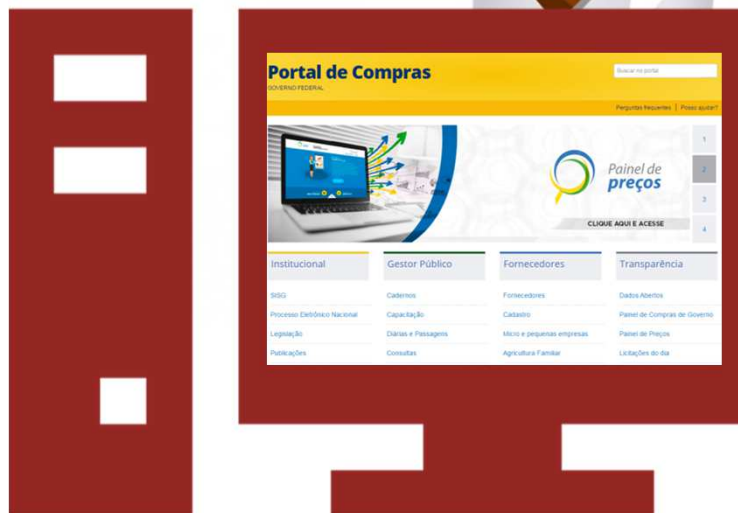 Portal de Compras
GOVERNO FEDERAL
Buscar no portal
Perguntas frequentes | Posso ajudar?
Painel de
preços
CLIQUE AQUI E ACESSE
1
2
3
4
Institucional Gestor Público Fornecedores Transparência
SISG Cadernos Fornecedores Dados Abertos
Processo Eletrônico Nacional Capacitação Cadastro Painel de Compras de Governo
Legislação Diárias e Passagens Micro e pequenas empresas Painel de Preços
Publicações Consultas Agricultura Familiar Licitações do dia